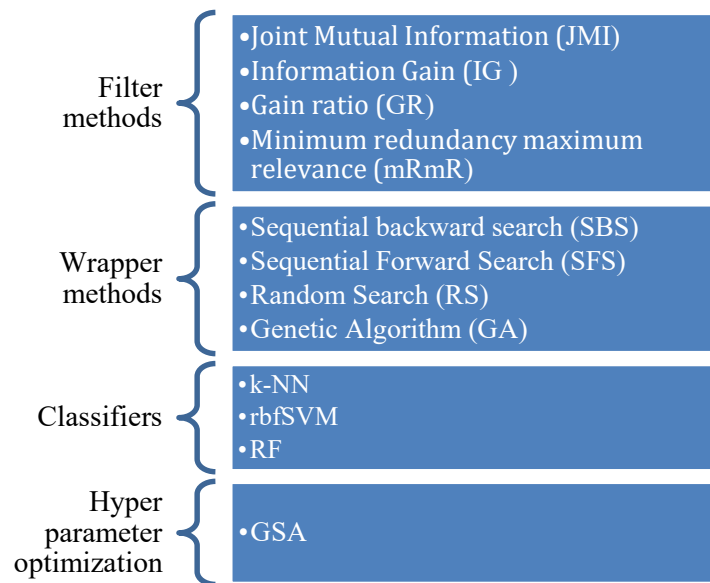 Filter
methods
•Joint Mutual Information (JMI)
•Information Gain (IG )
•Gain ratio (GR)
•Minimum redundancy maximum
relevance (mRmR)
Wrapper
methods
•Sequential backward search (SBS)
•Sequential Forward Search (SFS)
•Random Search (RS)
•Genetic Algorithm (GA)
Classifiers
•k-NN
•rbfSVM
•RF
Hyper
parameter
optimization
•GSA